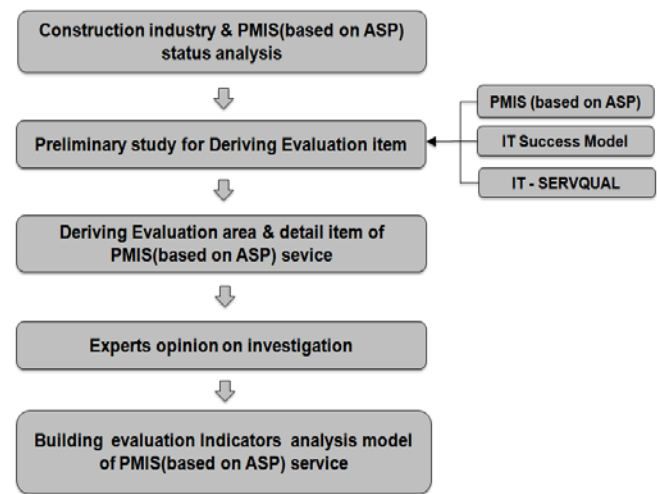 Construction industry & PMIS(based on ASP)
status analysis
Preliminary study for Deriving Evaluation item
PMIS (based on ASP)
IT Success Model
IT - SERVQUAL
Deriving Evaluation area & detail item of
PMIS(based on ASP) sevice
Experts opinion on investigation
Building evaluation Indicators analysis model
of PMIS(based on ASP) service